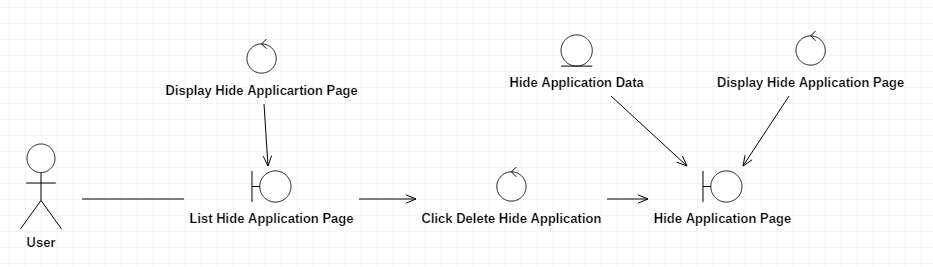 Display Hide Applicartion Page
Hide Application Data
Display Hide Application Page
List Hide Application Page
Click Delete Hide Application
Hide Application Page
User